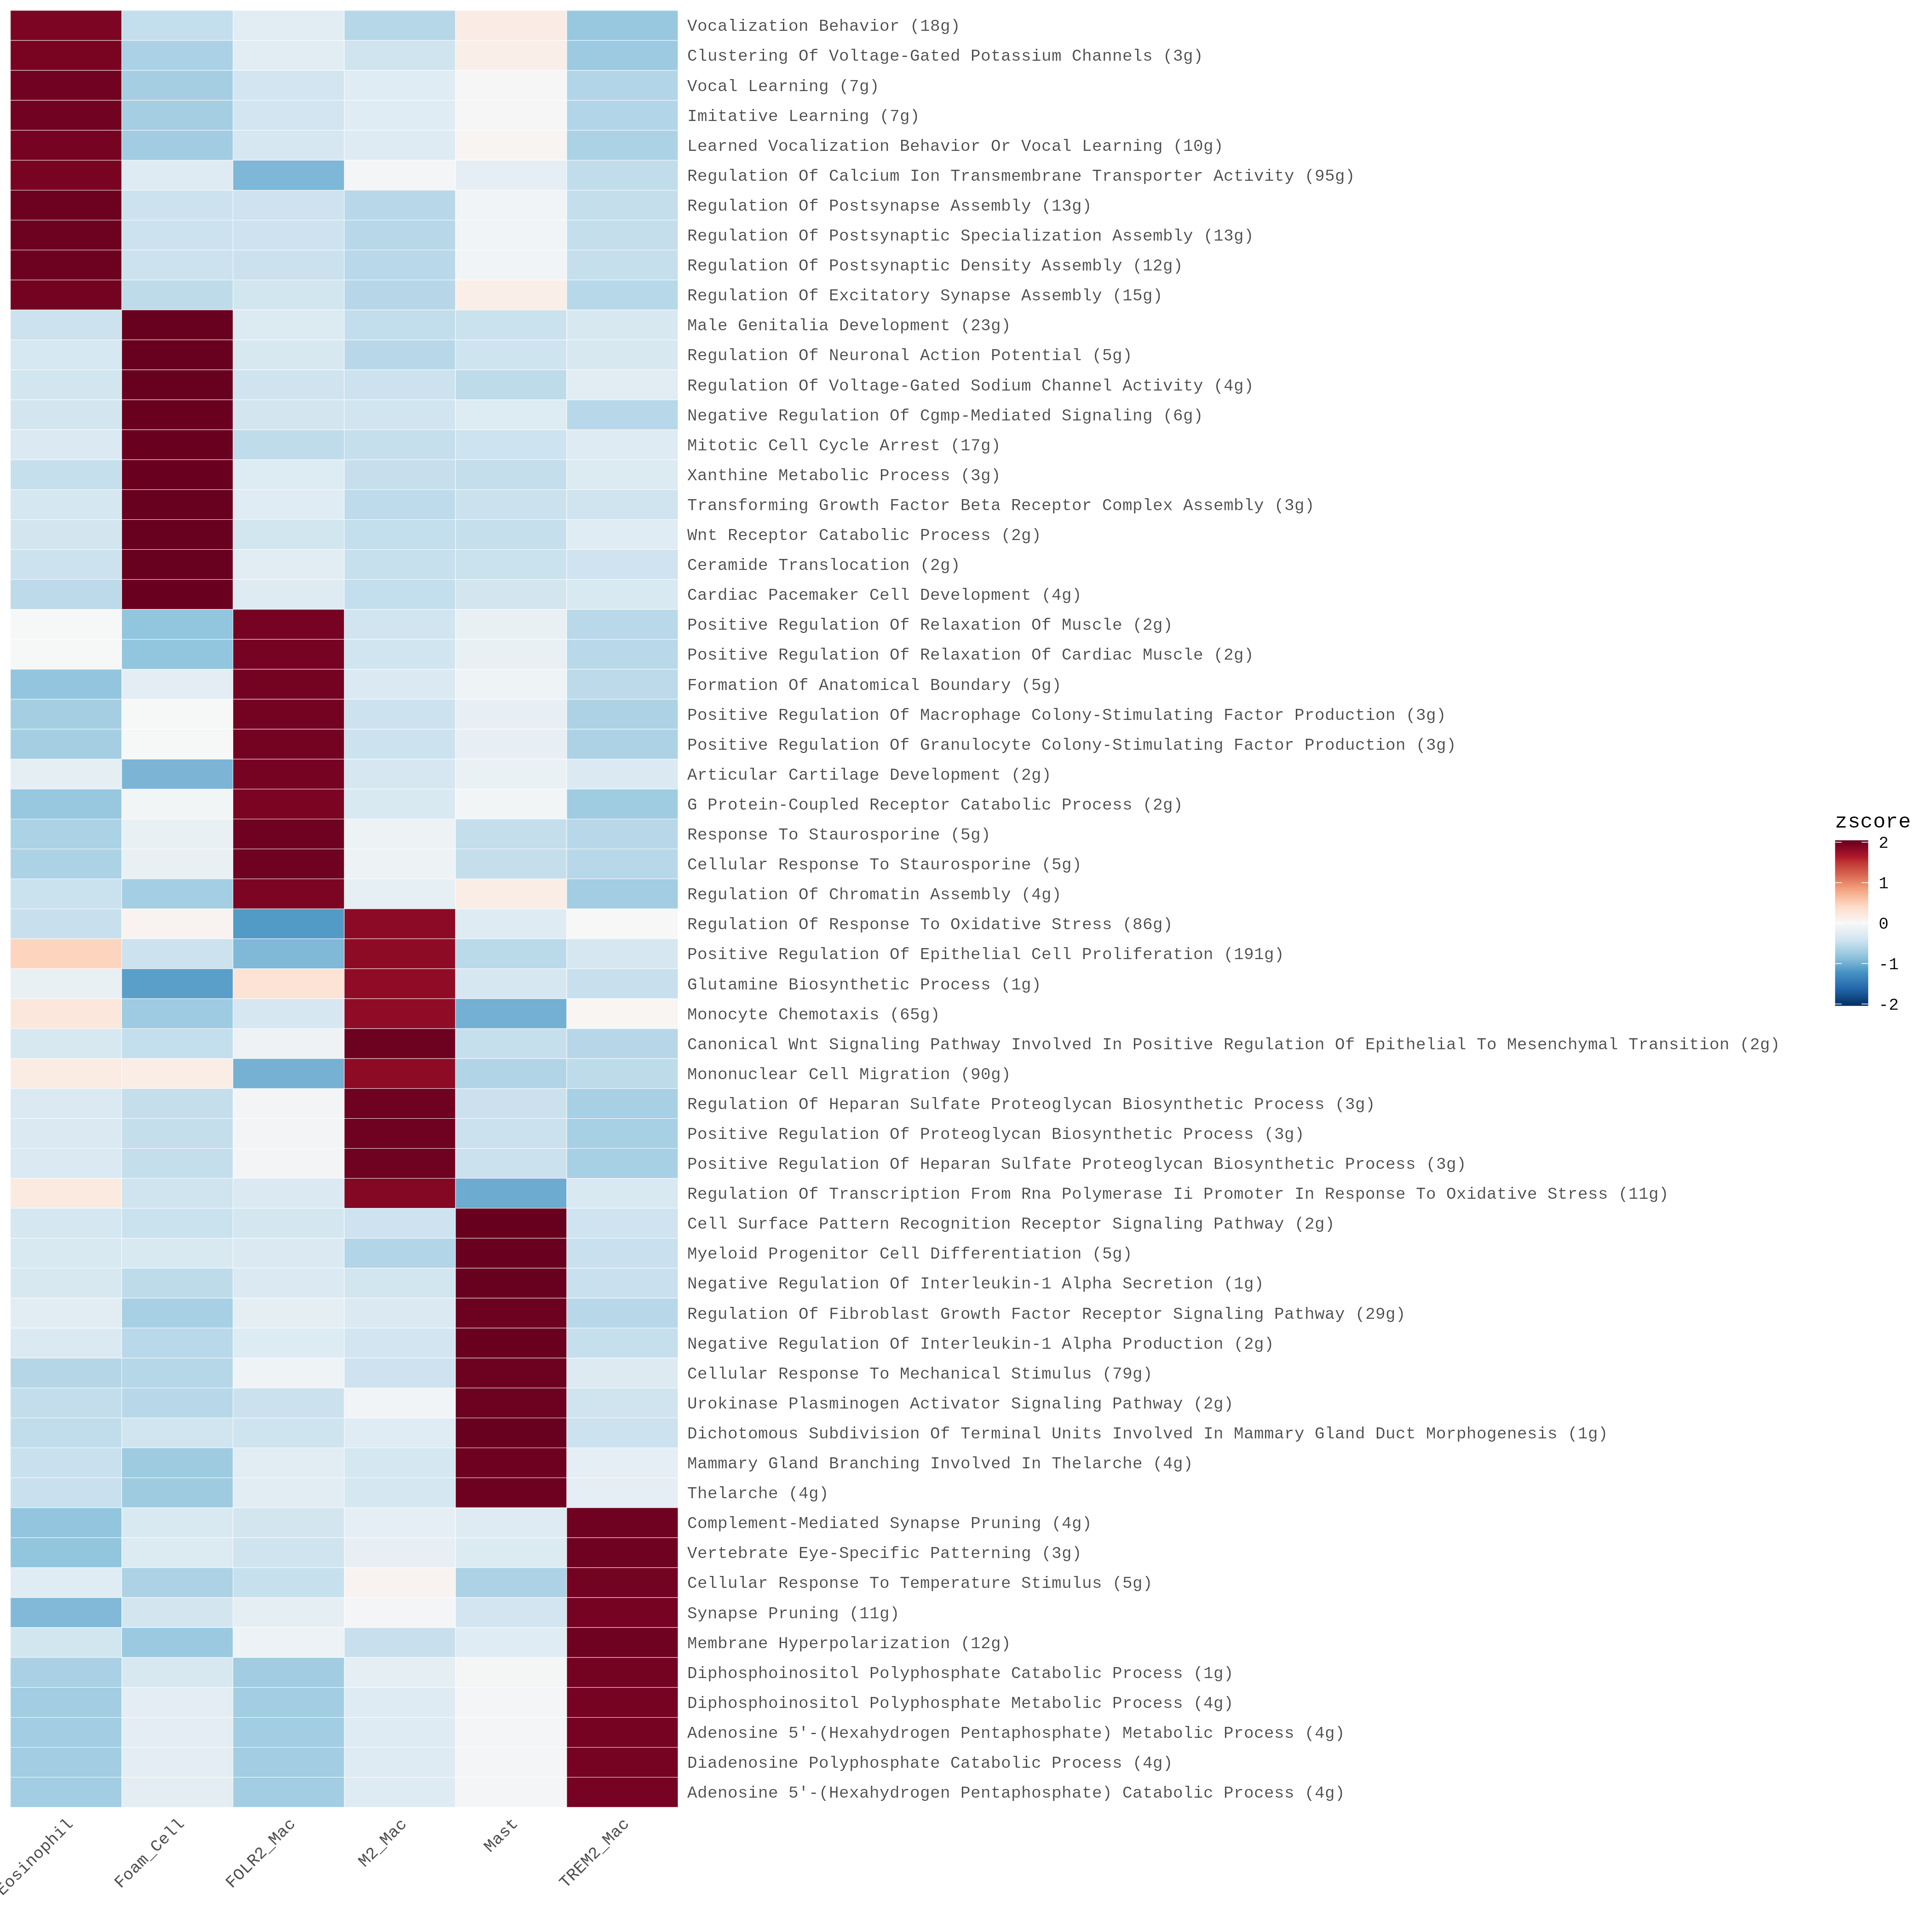 Vocalization Behavior (18g)
Clustering Of Voltage-Gated Potassium Channels (3g)
Vocal Learning (7g)
Imitative Learning (7g)
Learned Vocalization Behavior Or Vocal Learning (10g)
Regulation Of Calcium Ion Transmembrane Transporter Activity (95g)
Regulation Of Postsynapse Assembly (13g)
Regulation Of Postsynaptic Specialization Assembly (13g)
Regulation Of Postsynaptic Density Assembly (12g)
Regulation Of Excitatory Synapse Assembly (15g)
Male Genitalia Development (23g)
Regulation Of Neuronal Action Potential (5g)
Regulation Of Voltage-Gated Sodium Channel Activity (4g)
Negative Regulation Of Cgmp-Mediated Signaling (6g)
Mitotic Cell Cycle Arrest (17g)
Xanthine Metabolic Process (3g)
Transforming Growth Factor Beta Receptor Complex Assembly (3g)
Wnt Receptor Catabolic Process (2g)
Ceramide Translocation (2g)
Cardiac Pacemaker Cell Development (4g)
Positive Regulation Of Relaxation Of Muscle (2g)
Positive Regulation Of Relaxation Of Cardiac Muscle (2g)
Formation Of Anatomical Boundary (5g)
Positive Regulation Of Macrophage Colony-Stimulating Factor Production (3g)
Positive Regulation Of Granulocyte Colony-Stimulating Factor Production (3g)
Articular Cartilage Development (2g)
G Protein-Coupled Receptor Catabolic Process (2g)
Response To Staurosporine (5g)
Cellular Response To Staurosporine (5g)
Regulation Of Chromatin Assembly (4g)
Regulation Of Response To Oxidative Stress (86g)
Positive Regulation Of Epithelial Cell Proliferation (191g)
Glutamine Biosynthetic Process (1g)
Monocyte Chemotaxis (65g)
Canonical Wnt Signaling Pathway Involved In Positive Regulation Of Epithelial To Mesenchymal Transition (2g)
Mononuclear Cell Migration (90g)
Regulation Of Heparan Sulfate Proteoglycan Biosynthetic Process (3g)
Positive Regulation Of Proteoglycan Biosynthetic Process (3g)
Positive Regulation Of Heparan Sulfate Proteoglycan Biosynthetic Process (3g)
Regulation Of Transcription From Rna Polymerase Ii Promoter In Response To Oxidative Stress (11g)
Cell Surface Pattern Recognition Receptor Signaling Pathway (2g)
Myeloid Progenitor Cell Differentiation (5g)
Negative Regulation Of Interleukin-1 Alpha Secretion (1g)
Regulation Of Fibroblast Growth Factor Receptor Signaling Pathway (29g)
Negative Regulation Of Interleukin-1 Alpha Production (2g)
Cellular Response To Mechanical Stimulus (79g)
Urokinase Plasminogen Activator Signaling Pathway (2g)
Dichotomous Subdivision Of Terminal Units Involved In Mammary Gland Duct Morphogenesis (1g)
Mammary Gland Branching Involved In Thelarche (4g)
Thelarche (4g)
Complement-Mediated Synapse Pruning (4g)
Vertebrate Eye-Specific Patterning (3g)
Cellular Response To Temperature Stimulus (5g)
Synapse Pruning (11g)
Membrane Hyperpolarization (12g)
Diphosphoinositol Polyphosphate Catabolic Process (1g)
Diphosphoinositol Polyphosphate Metabolic Process (4g)
Adenosine 5'-(Hexahydrogen Pentaphosphate) Metabolic Process (4g)
Diadenosine Polyphosphate Catabolic Process (4g)
Adenosine 5'-(Hexahydrogen Pentaphosphate) Catabolic Process (4g)
Eosinophil
Foam_Cell
FOLR2_Mac
M2_Mac
Mast
TREM2_Mac
zscore
2
1
0
-1
-2